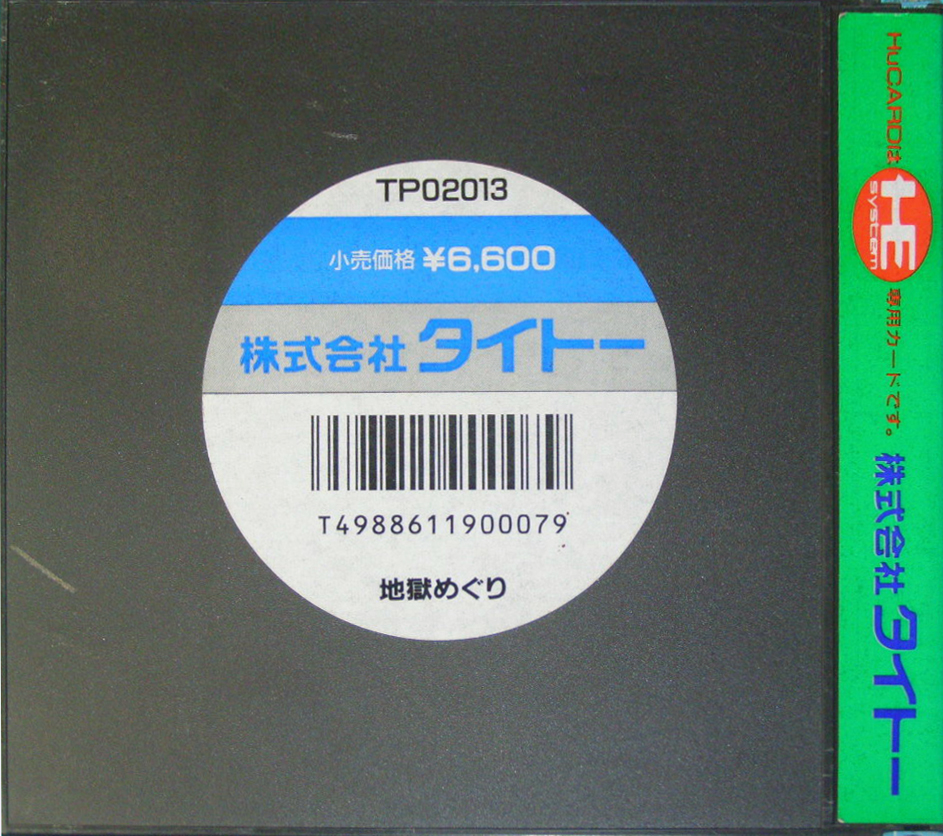 TP02013
小売価格 ¥6,600
株式会社 タイトー
T4988611900079
地獄めぐり
HuCARDは HE system 専用カードです。 株式会社 タイトー